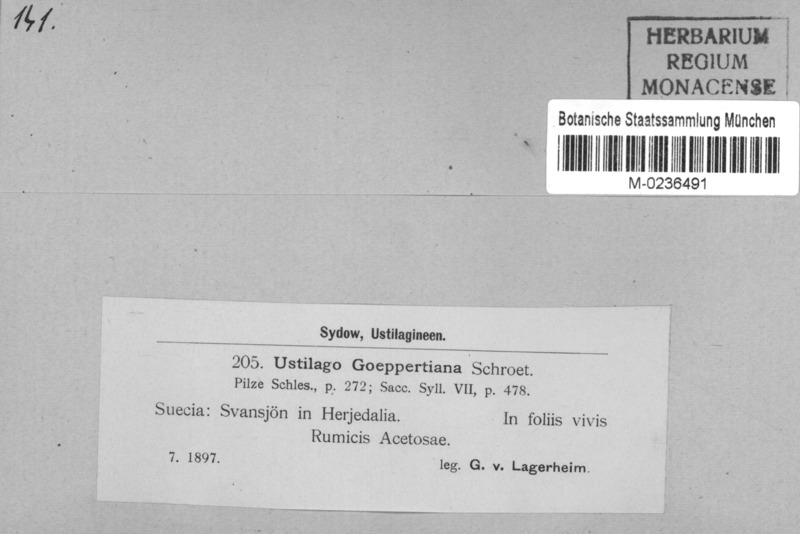 141.
HERBARIUM
REGIUM
MONACENSE
Botanische Staatssammlung München
M-0236491
Sydow, Ustilagineen.
205. Ustilago Goeppertiana Schroet.
Pilze Schles., p. 272; Sacc. Syll. VII, p. 478.
Suecia: Svansjön in Herjedalia. In foliis vivis
Rumicis Acetosae.
7. 1897. leg. G. v. Lagerheim.